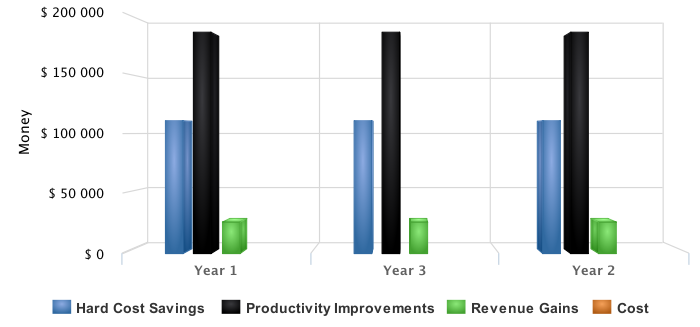 $ 200 000
$ 150 000
$ 100 000
$ 50 000
$ 0
Money
Year 1 Year 3 Year 2
Hard Cost Savings Productivity Improvements Revenue Gains Cost